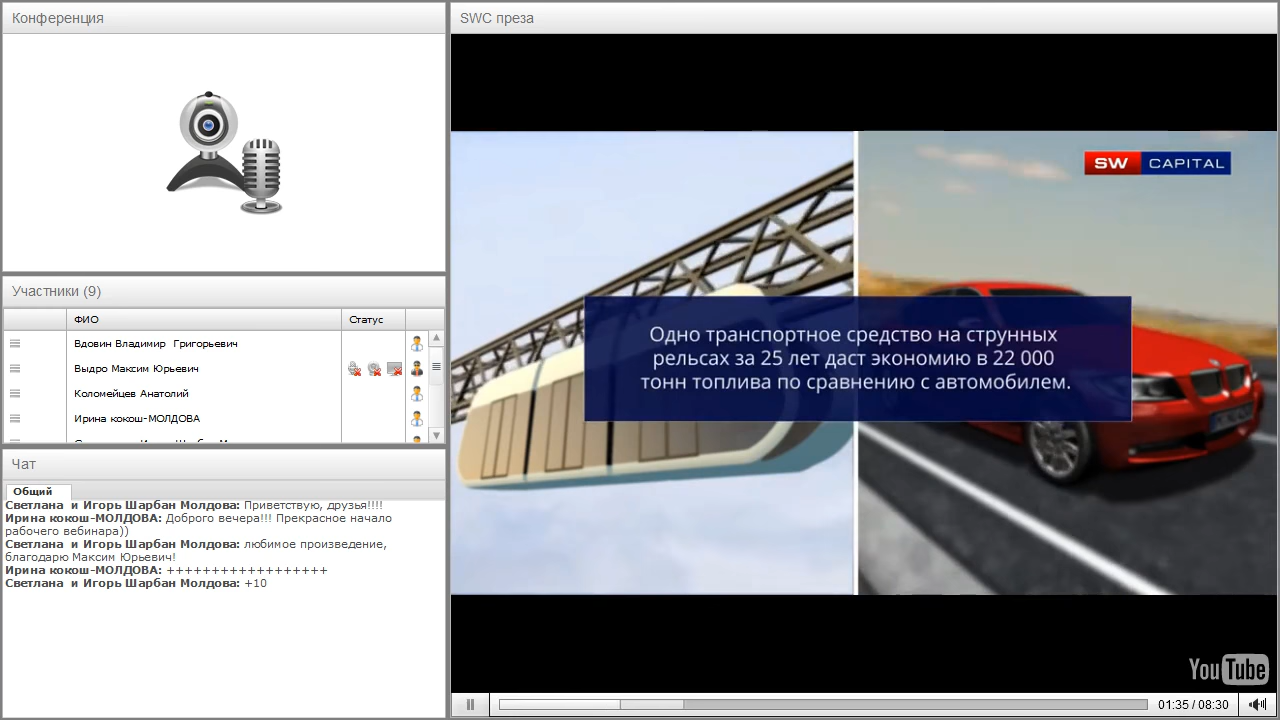 Конференция
Участники (9)
ФИО
Статус
Вдовин Владимир Григорьевич
Выдро Максим Юрьевич
Коломейцев Анатолий
Ирина кокош-МОЛДОВА
Чат
Общий
Светлана и Игорь Шарбан Молдова: Приветствую, друзья!!!!
Ирина кокош-МОЛДОВА: Доброго вечера!!! Прекрасное начало
рабочего вебинара))
Светлана и Игорь Шарбан Молдова: любимое произведение,
благодарю Максим Юрьевич!
Ирина кокош-МОЛДОВА: ++++++++++++++++++
Светлана и Игорь Шарбан Молдова: +10
SWC преза
SW CAPITAL
Одно транспортное средство на струнных
рельсах за 25 лет даст экономию в 22 000
тонн топлива по сравнению с автомобилем.
YouTube
01:35 / 08:30